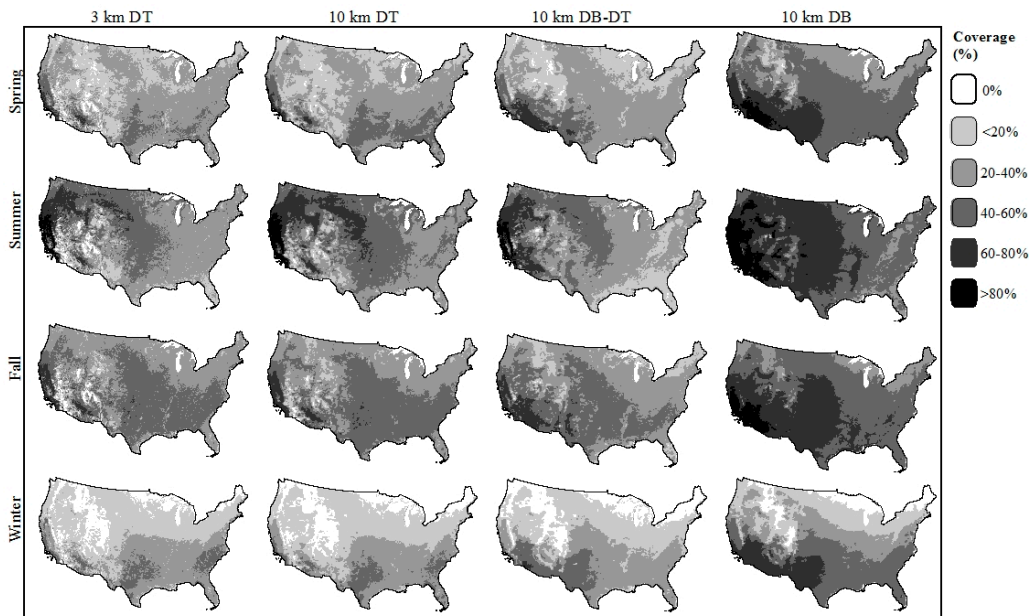 3 km DT
10 km DT
10 km DB-DT
10 km DB
Coverage
(%)
0%
<20%
20-40%
40-60%
60-80%
>80%
Spring
Summer
Fall
Winter